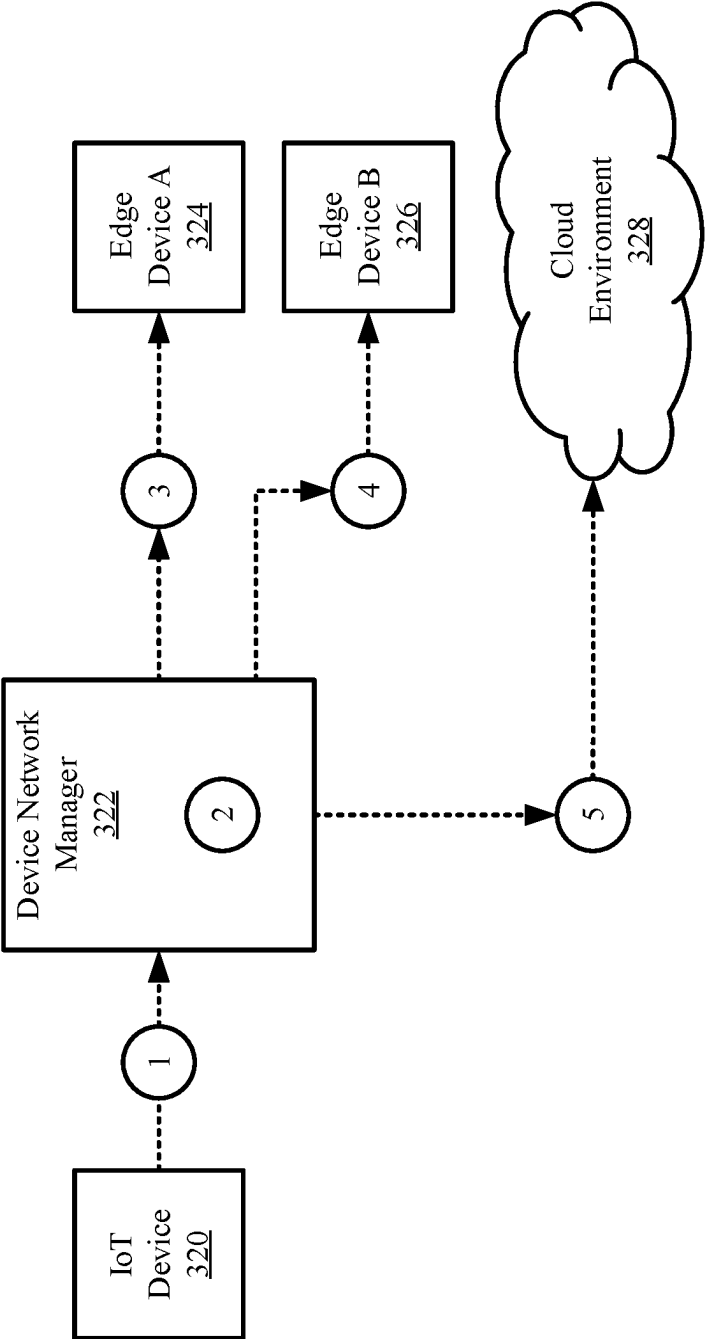 IoT
Device
320
1
Device Network
Manager
322
2
3
Edge
Device A
324
4
Edge
Device B
326
5
Cloud
Environment
328